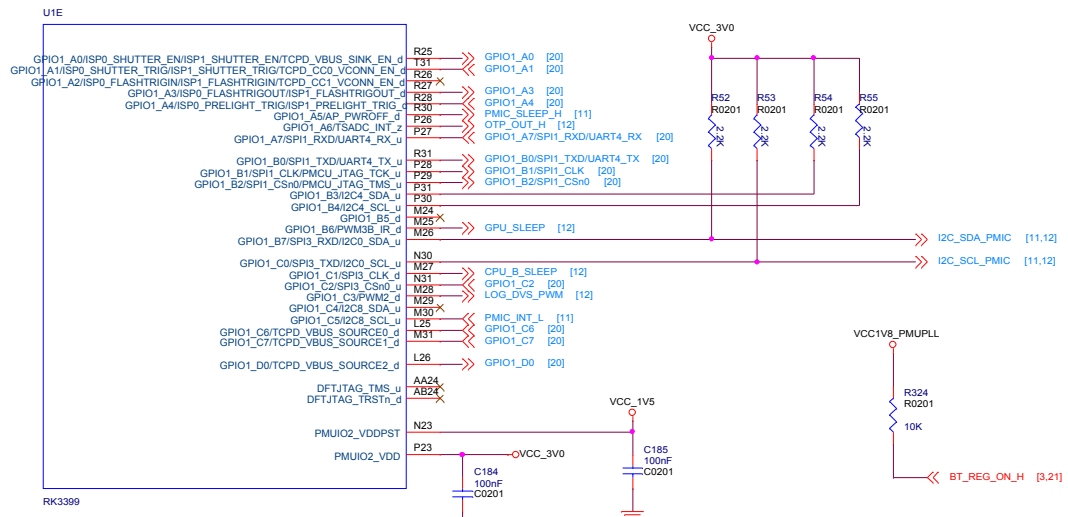 U1E
VCC_3V0
GPIO1_A0/ISP0_SHUTTER_EN/ISP1_SHUTTER_EN/TCPD_VBUS_SINK_EN_d R25 GPIO1_A0 [20]
GPIO1_A1/ISP0_SHUTTER_TRIG/ISP1_SHUTTER_TRIG/TCPD_CC0_VCONN_EN_d T31 GPIO1_A1 [20]
GPIO1_A2/ISP0_FLASHTRIGIN/ISP1_FLASHTRIGIN/TCPD_CC1_VCONN_EN_d R26
GPIO1_A3/ISP0_FLASHTRIGOUT/ISP1_FLASHTRIGOUT_d R27 GPIO1_A3 [20]
GPIO1_A4/ISP0_PRELIGHT_TRIG/ISP1_PRELIGHT_TRIG_d R28 GPIO1_A4 [20]
GPIO1_A5/AP_PWROFF_d R30 PMIC_SLEEP_H [11]
GPIO1_A6/TSADC_INT_z P26 OTP_OUT_H [12]
GPIO1_A7/SPI1_RXD/UART4_RX_u P27 GPIO1_A7/SPI1_RXD/UART4_RX [20]
R52 R53 R54 R55
R0201 R0201 R0201 R0201
2.2K 2.2K 2.2K 2.2K
GPIO1_B0/SPI1_TXD/UART4_TX_u R31 GPIO1_B0/SPI1_TXD/UART4_TX [20]
GPIO1_B1/SPI1_CLK/PMCU_JTAG_TCK_u P28 GPIO1_B1/SPI1_CLK [20]
GPIO1_B2/SPI1_CSn0/PMCU_JTAG_TMS_u P29 GPIO1_B2/SPI1_CSn0 [20]
GPIO1_B3/I2C4_SDA_u P31
GPIO1_B4/I2C4_SCL_u P30
GPIO1_B5_d M24
GPIO1_B6/PWM3B_IR_d M25 GPU_SLEEP [12]
GPIO1_B7/SPI3_RXD/I2C0_SDA_u M26 I2C_SDA_PMIC [11,12]
GPIO1_C0/SPI3_TXD/I2C0_SCL_u N30 I2C_SCL_PMIC [11,12]
GPIO1_C1/SPI3_CLK_d M27 CPU_B_SLEEP [12]
GPIO1_C2/SPI3_CSn0_u N31 GPIO1_C2 [20]
GPIO1_C3/PWM2_d M28 LOG_DVS_PWM [12]
GPIO1_C4/I2C8_SDA_u M29
GPIO1_C5/I2C8_SCL_u M30 PMIC_INT_L [11]
GPIO1_C6/TCPD_VBUS_SOURCE0_d L25 GPIO1_C6 [20]
GPIO1_C7/TCPD_VBUS_SOURCE1_d M31 GPIO1_C7 [20]
GPIO1_D0/TCPD_VBUS_SOURCE2_d L26 GPIO1_D0 [20]
DFTJTAG_TMS_u AA24
DFTJTAG_TRSTn_d AB24
PMUIO2_VDDPST N23
PMUIO2_VDD P23
VCC_3V0
VCC_1V5
C184
100nF
C0201
C185
100nF
C0201
VCC1V8_PMUPLL
R324
R0201
10K
BT_REG_ON_H [3,21]
RK3399